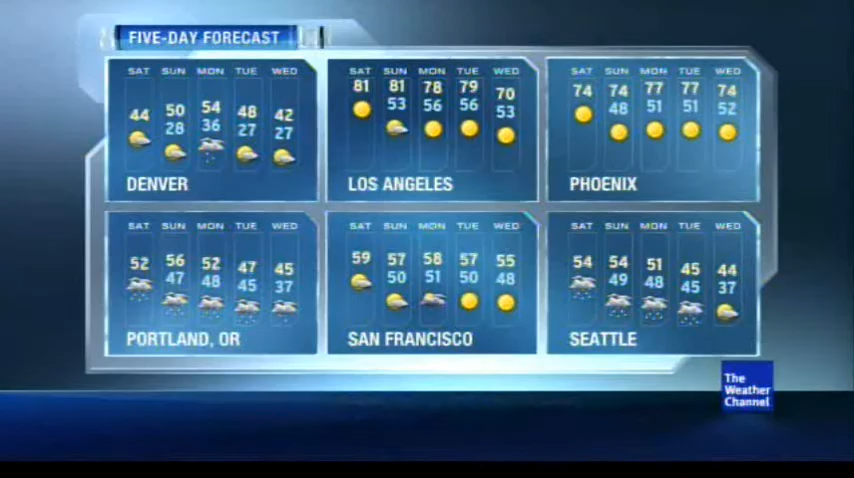 FIVE-DAY FORECAST
SAT SUN MON TUE WED
44 50 54 48 42
28 36 27 27
DENVER
SAT SUN MON TUE WED
81 81 78 79 70
53 56 56 53
LOS ANGELES
SAT SUN MON TUE WED
74 74 77 77 74
48 51 51 52
PHOENIX
SAT SUN MON TUE WED
52 56 52 47 45
47 48 45 37
PORTLAND, OR
SAT SUN MON TUE WED
59 57 58 57 55
50 51 50 48
SAN FRANCISCO
SAT SUN MON TUE WED
54 54 51 45 44
49 48 45 37
SEATTLE
The
Weather
Channel